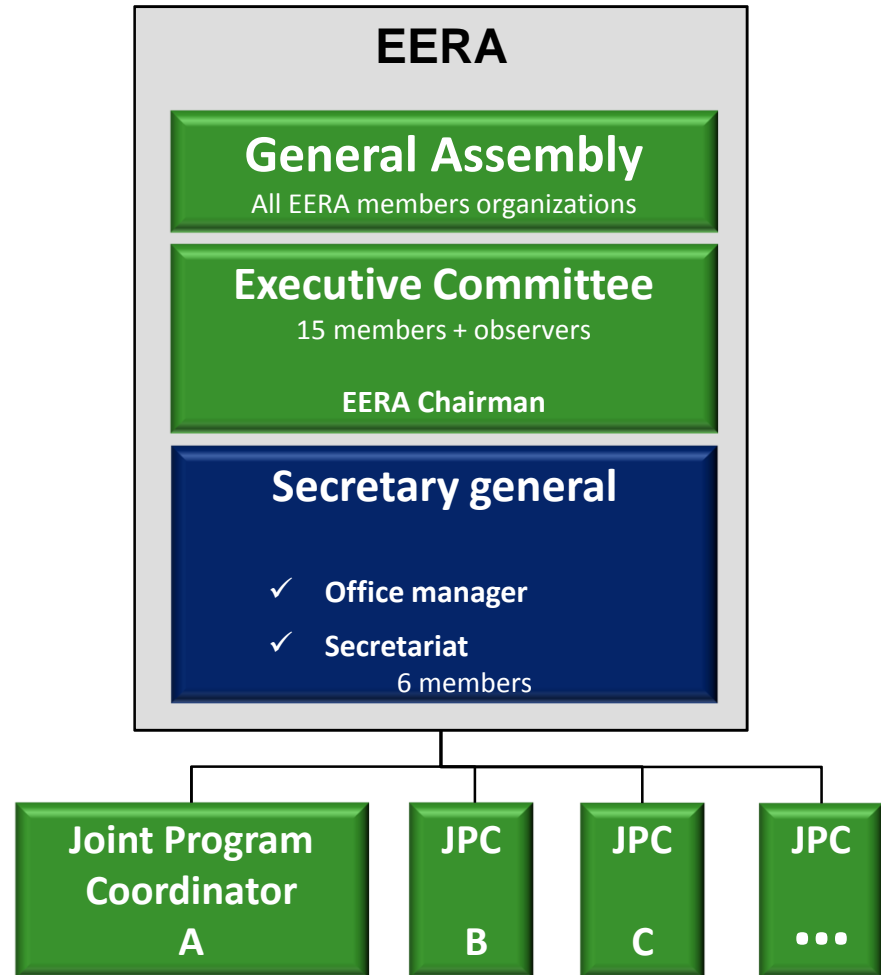 EERA
General Assembly
All EERA members organizations
Executive Committee
15 members + observers
EERA Chairman
Secretary general
✓ Office manager
✓ Secretariat
6 members
Joint Program
Coordinator
A
JPC
B
JPC
C
JPC
...